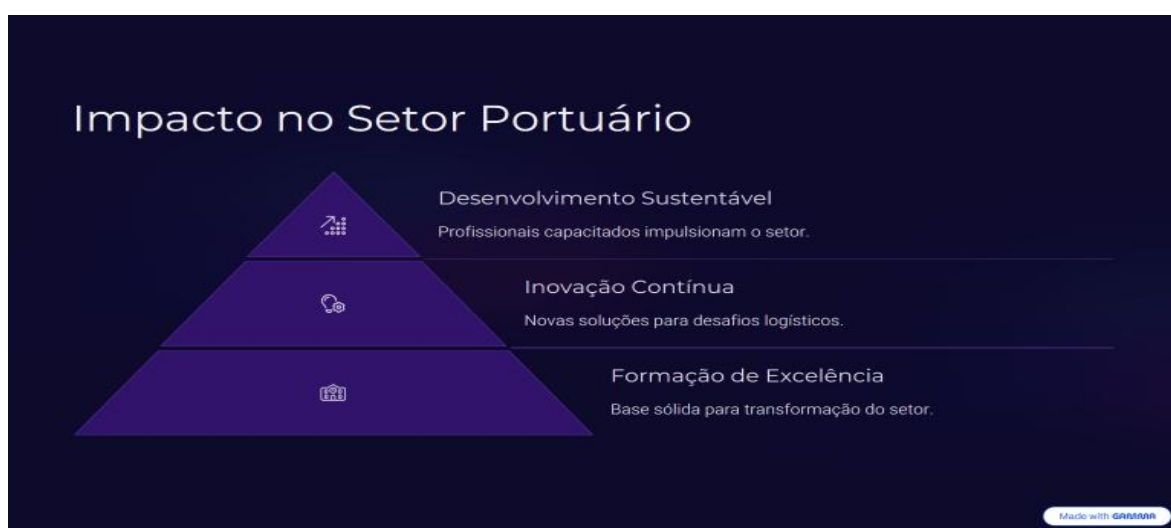 Impacto no Setor Portuário
Desenvolvimento Sustentável
Profissionais capacitados impulsionam o setor.
Inovação Contínua
Novas soluções para desafios logísticos.
Formação de Excelência
Base sólida para transformação do setor.
Made with GAMMA